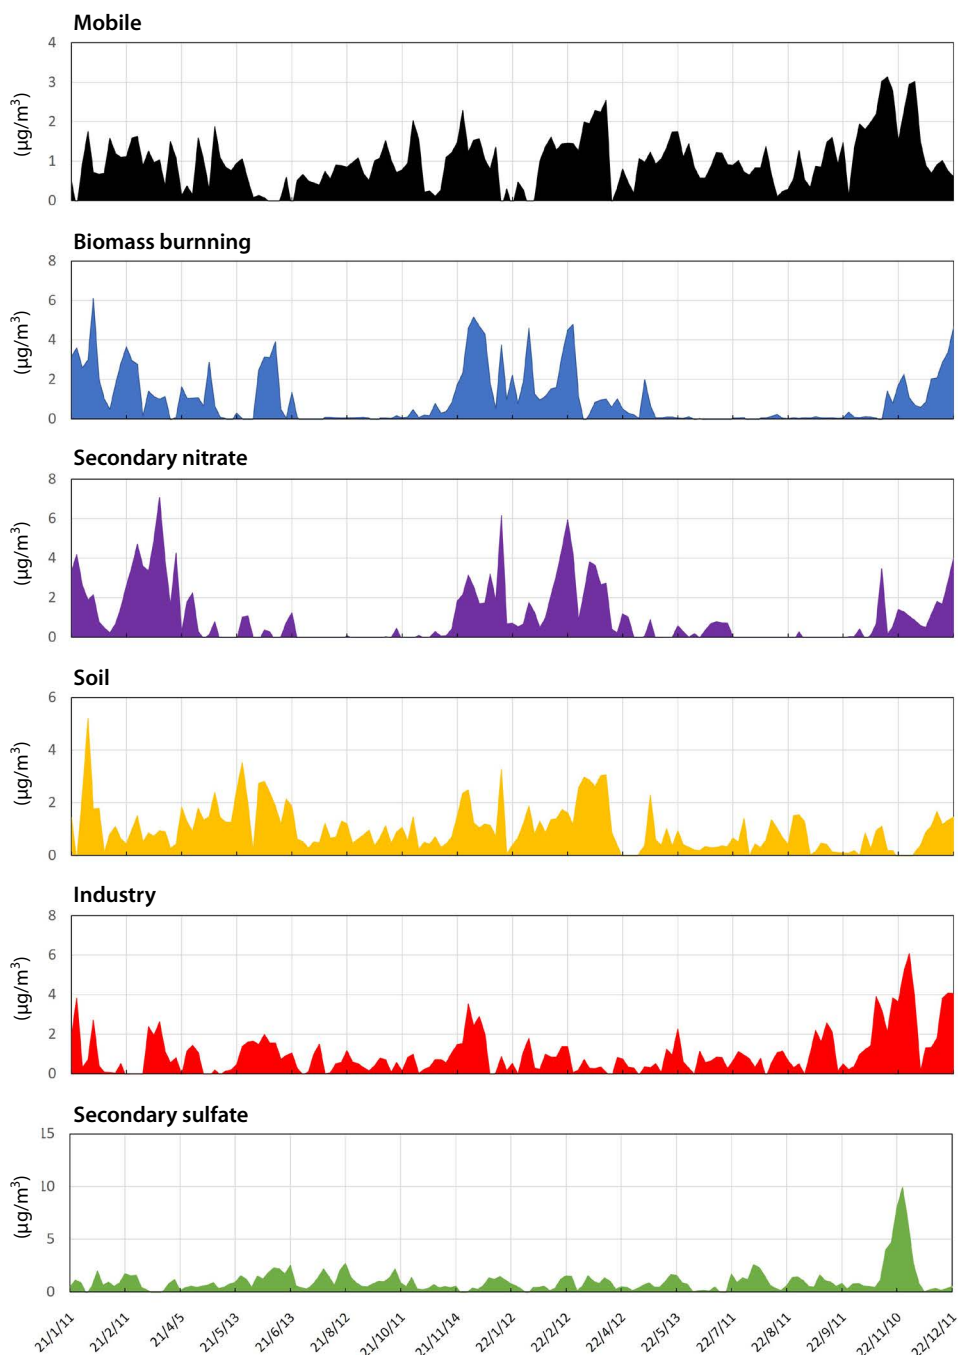 Mobile
4
3
2
1
0
(µg/m³)
Biomass burnning
8
6
4
2
0
(µg/m³)
Secondary nitrate
8
6
4
2
0
(µg/m³)
Soil
6
4
2
0
(µg/m³)
Industry
8
6
4
2
0
(µg/m³)
Secondary sulfate
15
10
5
0
(µg/m³)
21/1/11 21/2/11 21/4/5 21/5/13 21/6/13 21/8/12 21/10/11 21/11/14 22/1/12 22/2/12 22/4/12 22/5/13 22/7/11 22/8/11 22/9/11 22/11/10 22/12/11